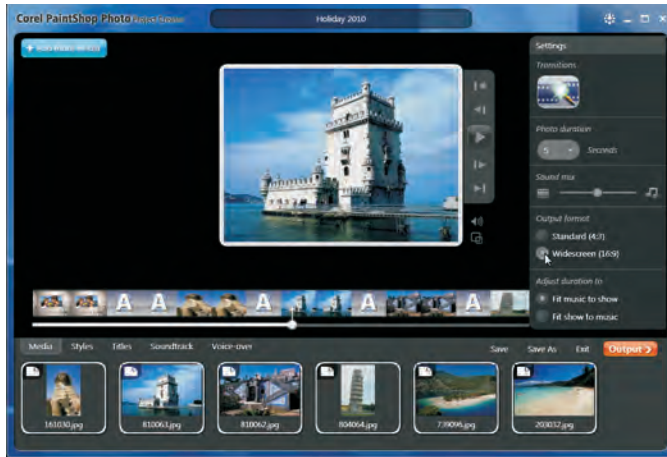 Corel PaintShop Photo Project Creator
Holiday 2010
Settings
Transitions
Photo duration
5
Seconds
Sound mix
Output format
Standard (4:3)
Widescreen (16:9)
Adjust duration to
Fit music to show
Fit show to music
A A A A A
Media
Styles
Titles
Soundtrack
Voice-over
Save
Save As
Exit
Output
161030.jpg
810063.jpg
810062.jpg
804064.jpg
739096.jpg
203032.jpg